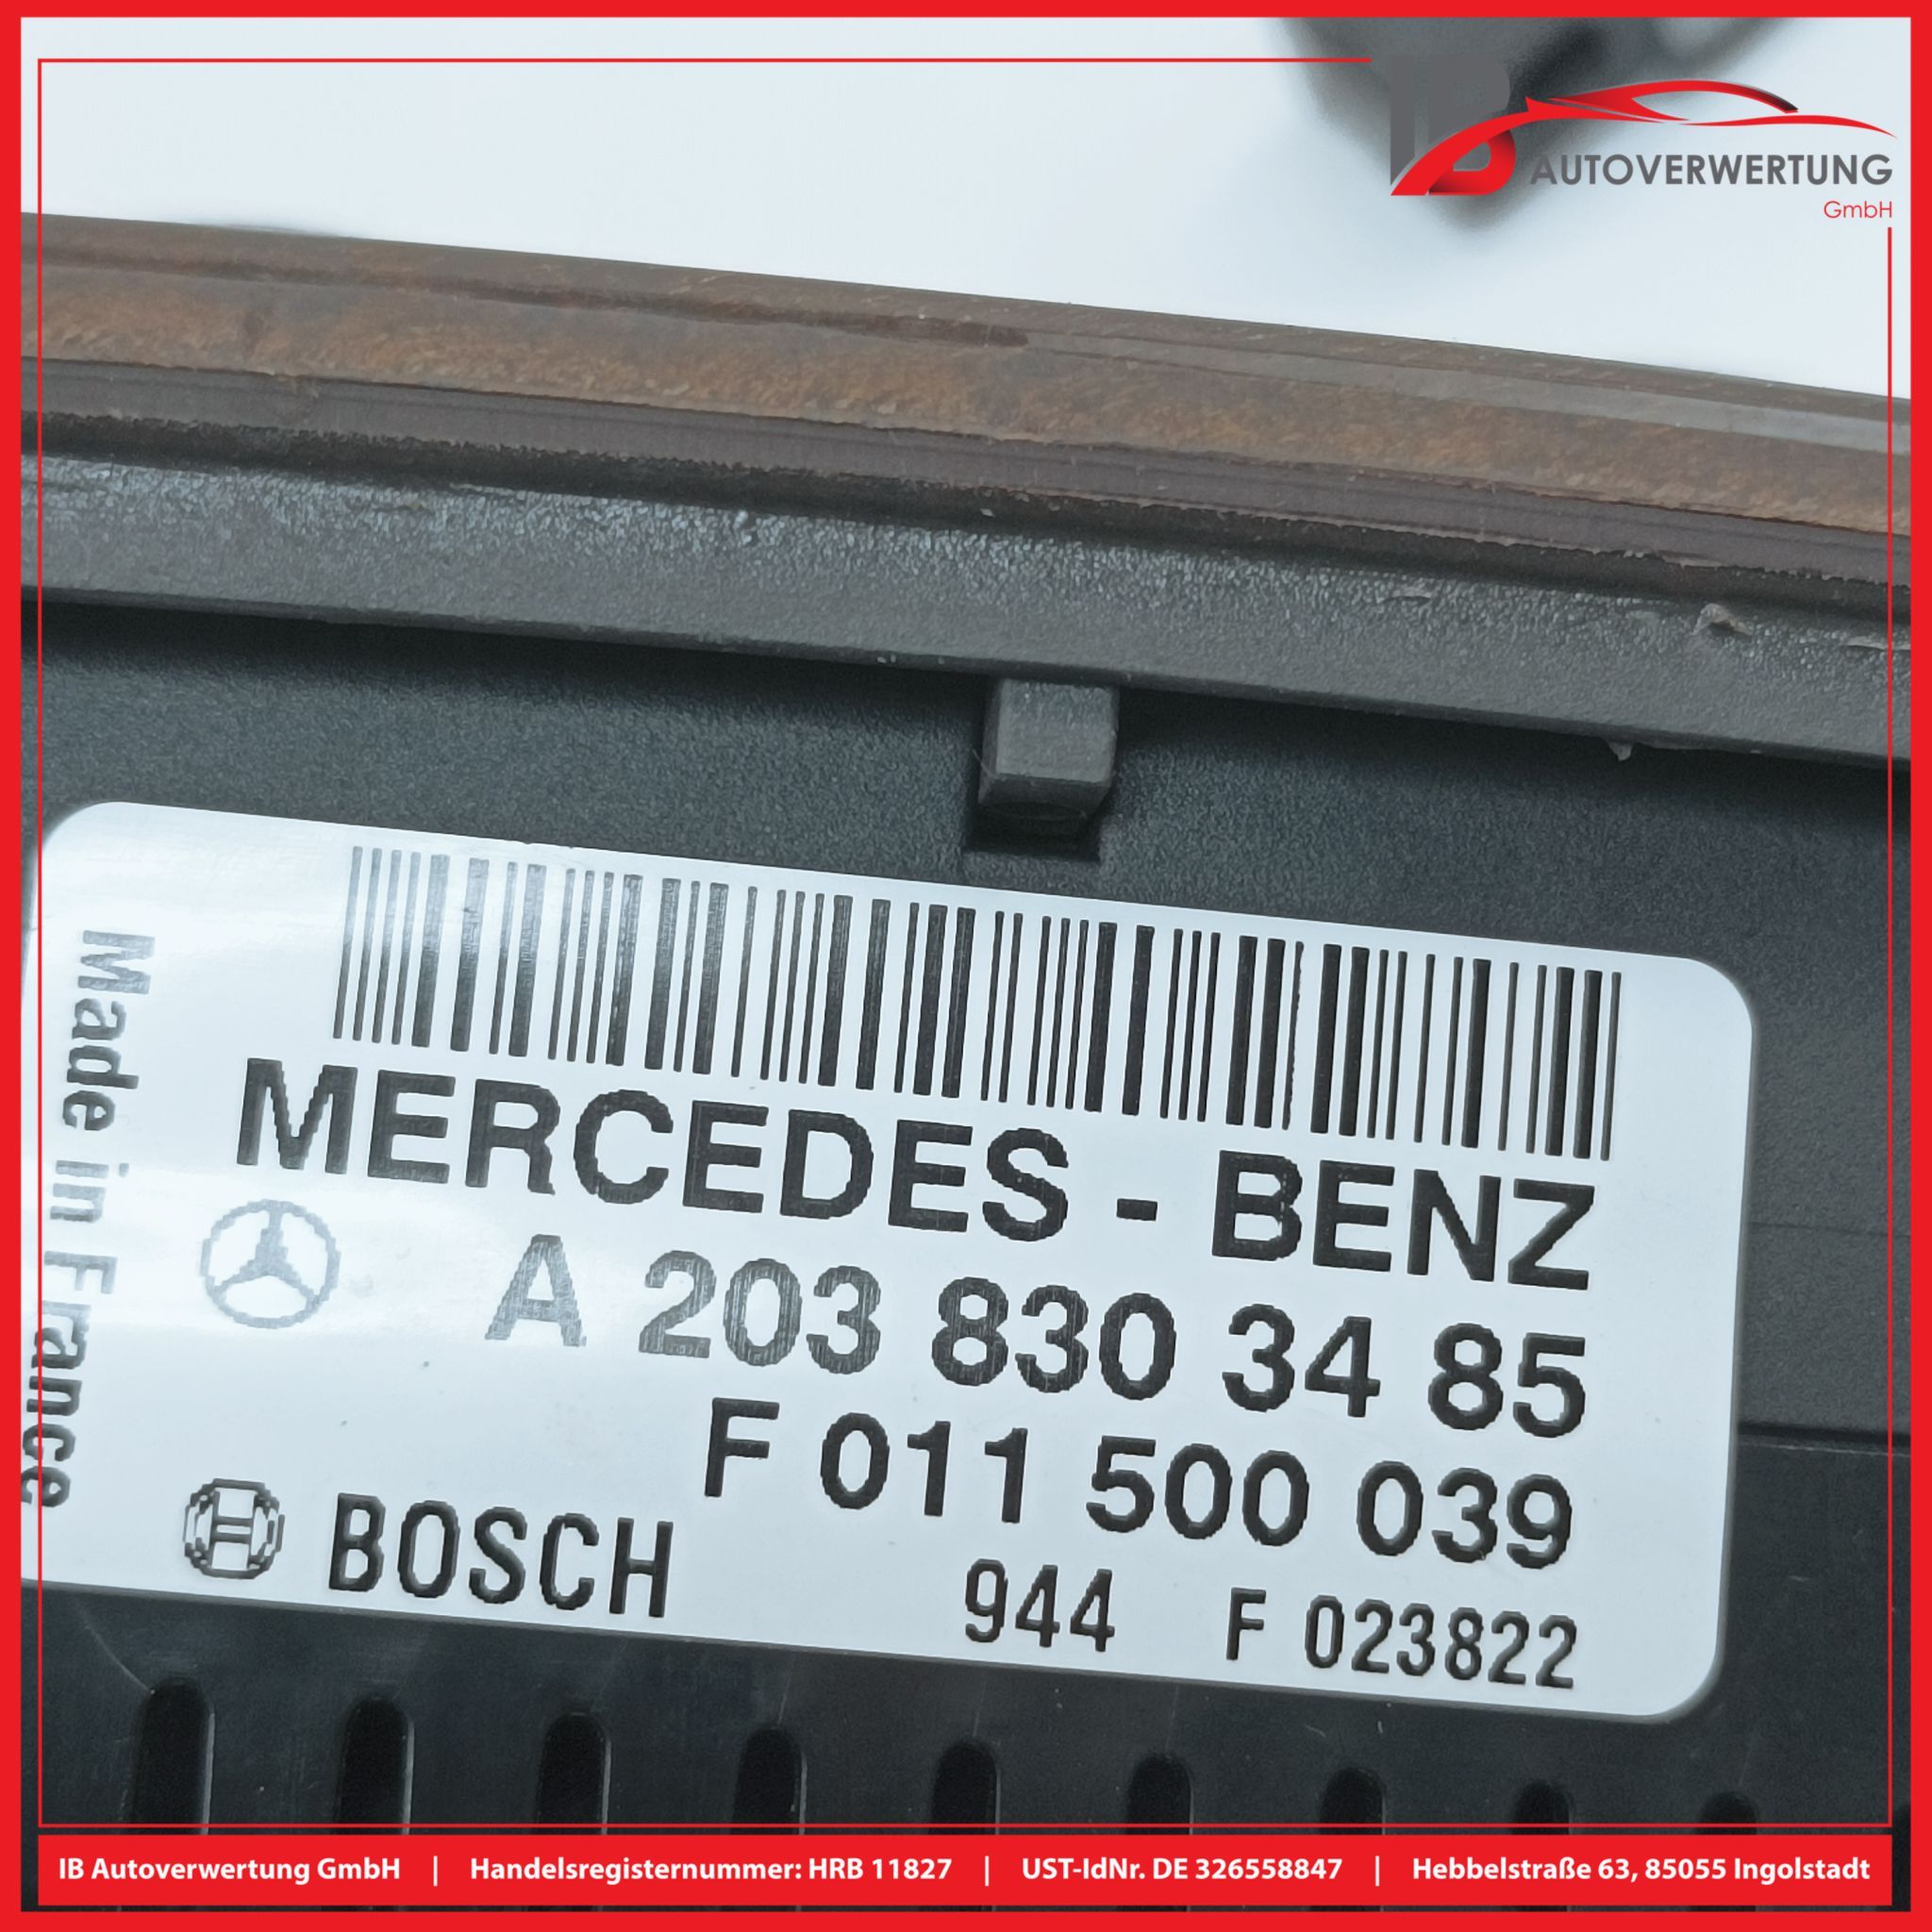 IB
AUTOVERWERTUNG
GmbH
Made in France
MERCEDES - BENZ
A 203 830 34 85
F 011 500 039
BOSCH 944 F 023822
IB Autoverwertung GmbH | Handelsregisternummer: HRB 11827 | UST-IdNr. DE 326558847 | Hebbelstraße 63, 85055 Ingolstadt